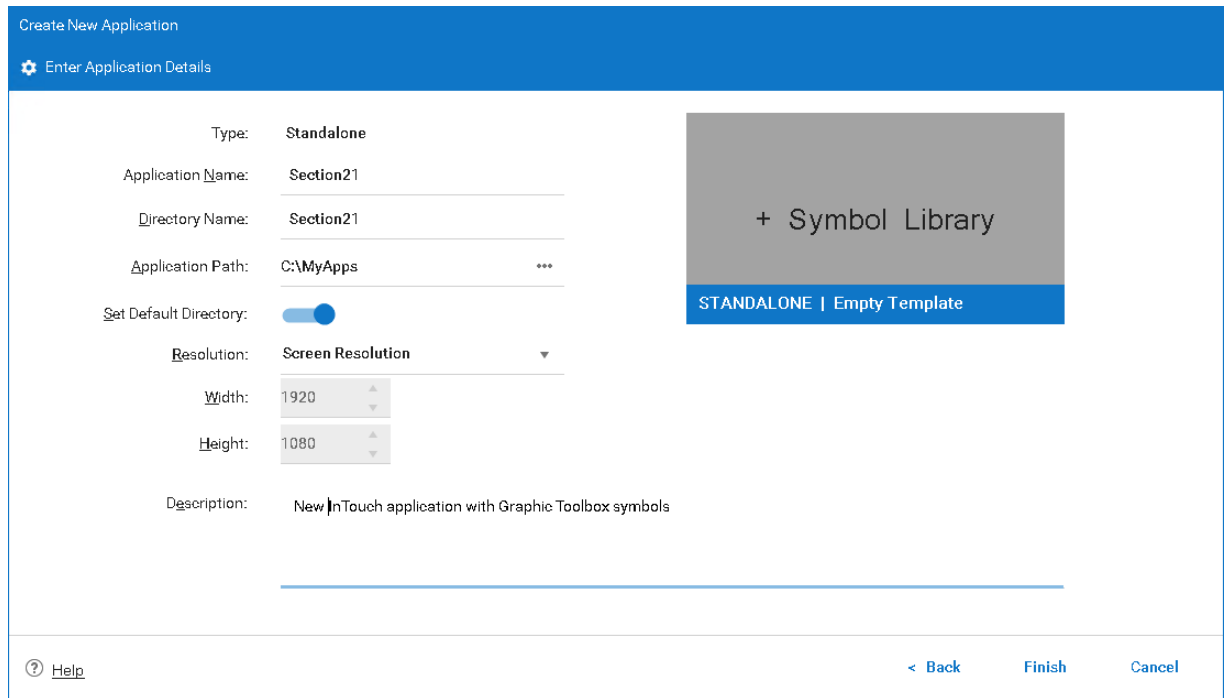 Create New Application
Enter Application Details
Type: Standalone
Application Name: Section21
Directory Name: Section21
Application Path: C:\MyApps •••
Set Default Directory:
Resolution: Screen Resolution
Width: 1920
Height: 1080
Description: New InTouch application with Graphic Toolbox symbols
+ Symbol Library
STANDALONE | Empty Template
? Help
< Back Finish Cancel